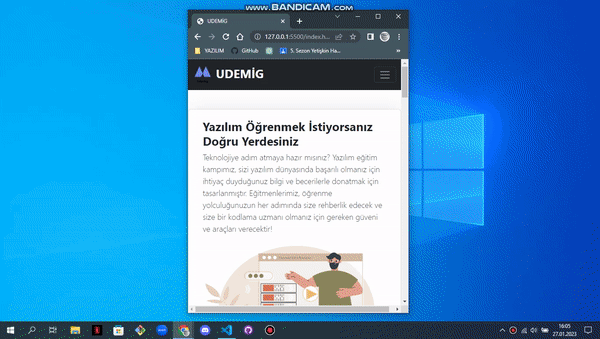 www.BANDICAM.com
UDEMİG
127.0.0.1:5500/index.h...
YAZILIM
GitHub
5. Sezon Yetişkin Ha...
»
UDEMİG
Yazılım Öğrenmek İstiyorsanız
Doğru Yerdesiniz
Teknolojiye adım atmaya hazır mısınız? Yazılım eğitim
kampımız, sizi yazılım dünyasında başarılı olmanız için
ihtiyaç duyduğunuz bilgi ve becerilerle donatmak için
tasarlanmıştır. Eğitmenlerimiz, öğrenme
yolculuğunuzun her adımında size rehberlik edecek ve
size bir kodlama uzmanı olmanız için gereken güveni
ve araçları verecektir!
16:05
27.01.2023